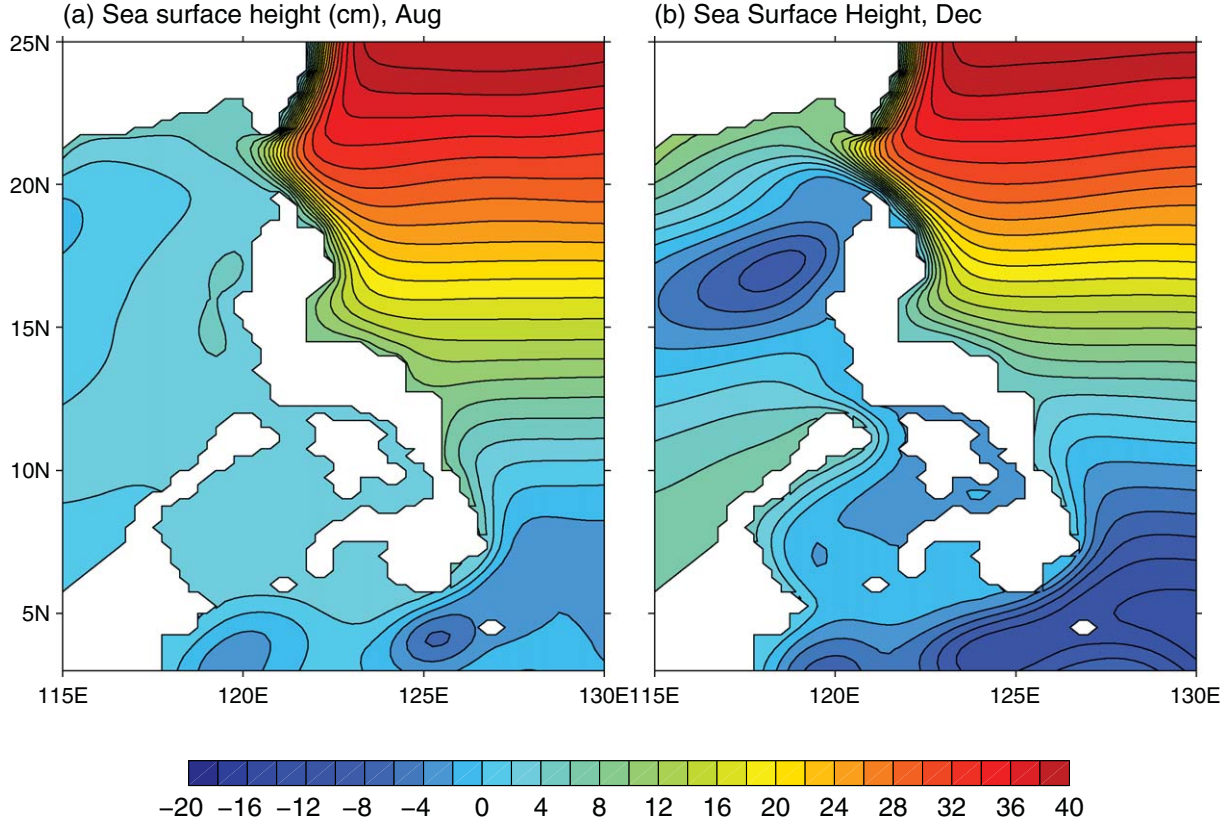 (a) Sea surface height (cm), Aug
(b) Sea Surface Height, Dec
25N
20N
15N
10N
5N
115E 120E 125E 130E
115E 120E 125E 130E
−20 −16 −12 −8 −4 0 4 8 12 16 20 24 28 32 36 40